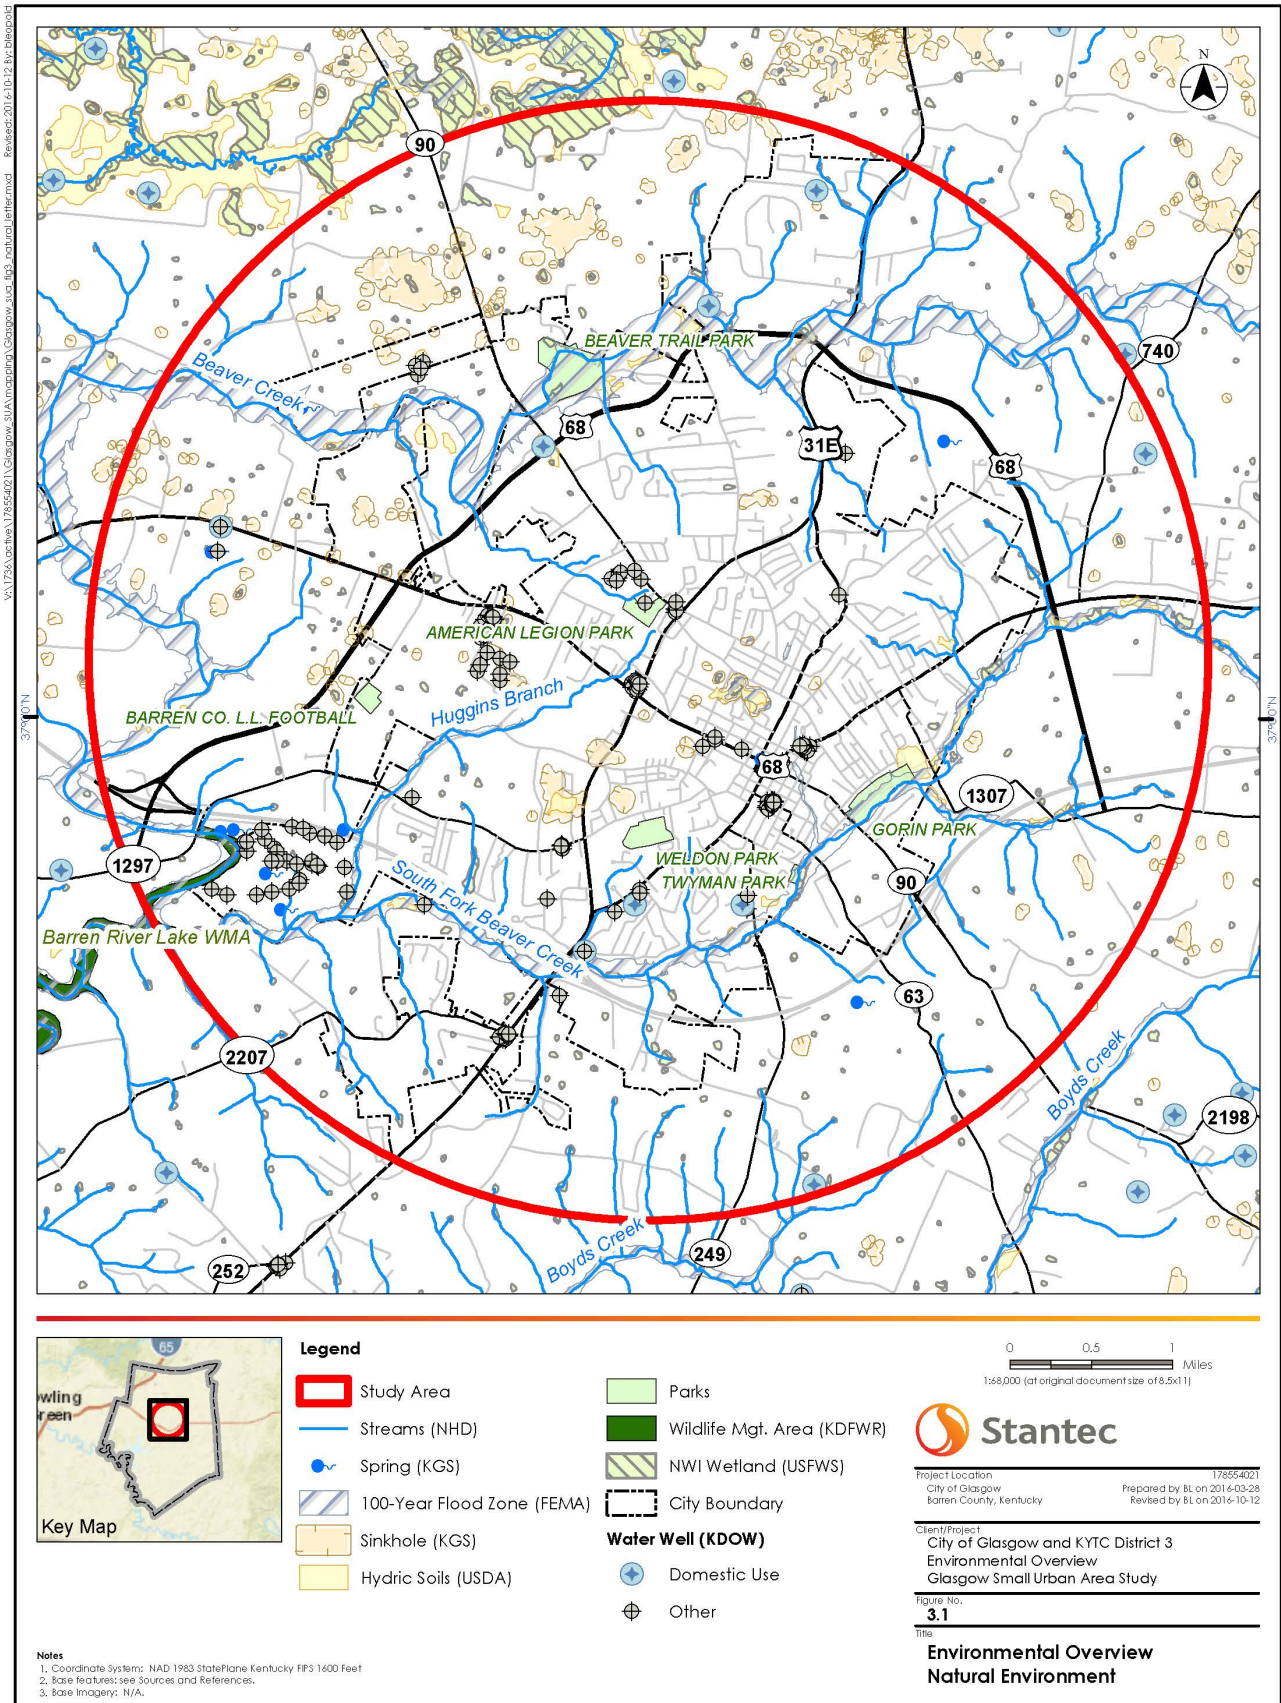 V:\1736\active\178554021\Glasgow_SUA\mapping\Glasgow_sua_fig3_natural_letter.mxd Revised: 2016-10-12 By: bleopold
N
90
BEAVER TRAIL PARK
740
Beaver Creek
68
31E
68
AMERICAN LEGION PARK
Huggins Branch
BARREN CO. L.L. FOOTBALL
37°0'0"N
37°0'0"N
68
1307
GORIN PARK
1297
WELDON PARK
TWYMAN PARK
South Fork Beaver Creek
90
Barren River Lake WMA
63
2207
Boyds Creek
2198
Boyds Creek
249
252
65
owling
reen
Key Map
Legend
Study Area
Streams (NHD)
Spring (KGS)
100-Year Flood Zone (FEMA)
Sinkhole (KGS)
Hydric Soils (USDA)
Parks
Wildlife Mgt. Area (KDFWR)
NWI Wetland (USFWS)
City Boundary
Water Well (KDOW)
Domestic Use
Other
0 0.5 1
Miles
1:68,000 (at original document size of 8.5x11)
Stantec
Project Location 178554021
City of Glasgow Prepared by BL on 2016-03-28
Barren County, Kentucky Revised by BL on 2016-10-12
Client/Project
City of Glasgow and KYTC District 3
Environmental Overview
Glasgow Small Urban Area Study
Figure No.
3.1
Title
Environmental Overview
Natural Environment
Notes
1. Coordinate System: NAD 1983 StatePlane Kentucky FIPS 1600 Feet
2. Base features: see Sources and References.
3. Base Imagery: N/A.